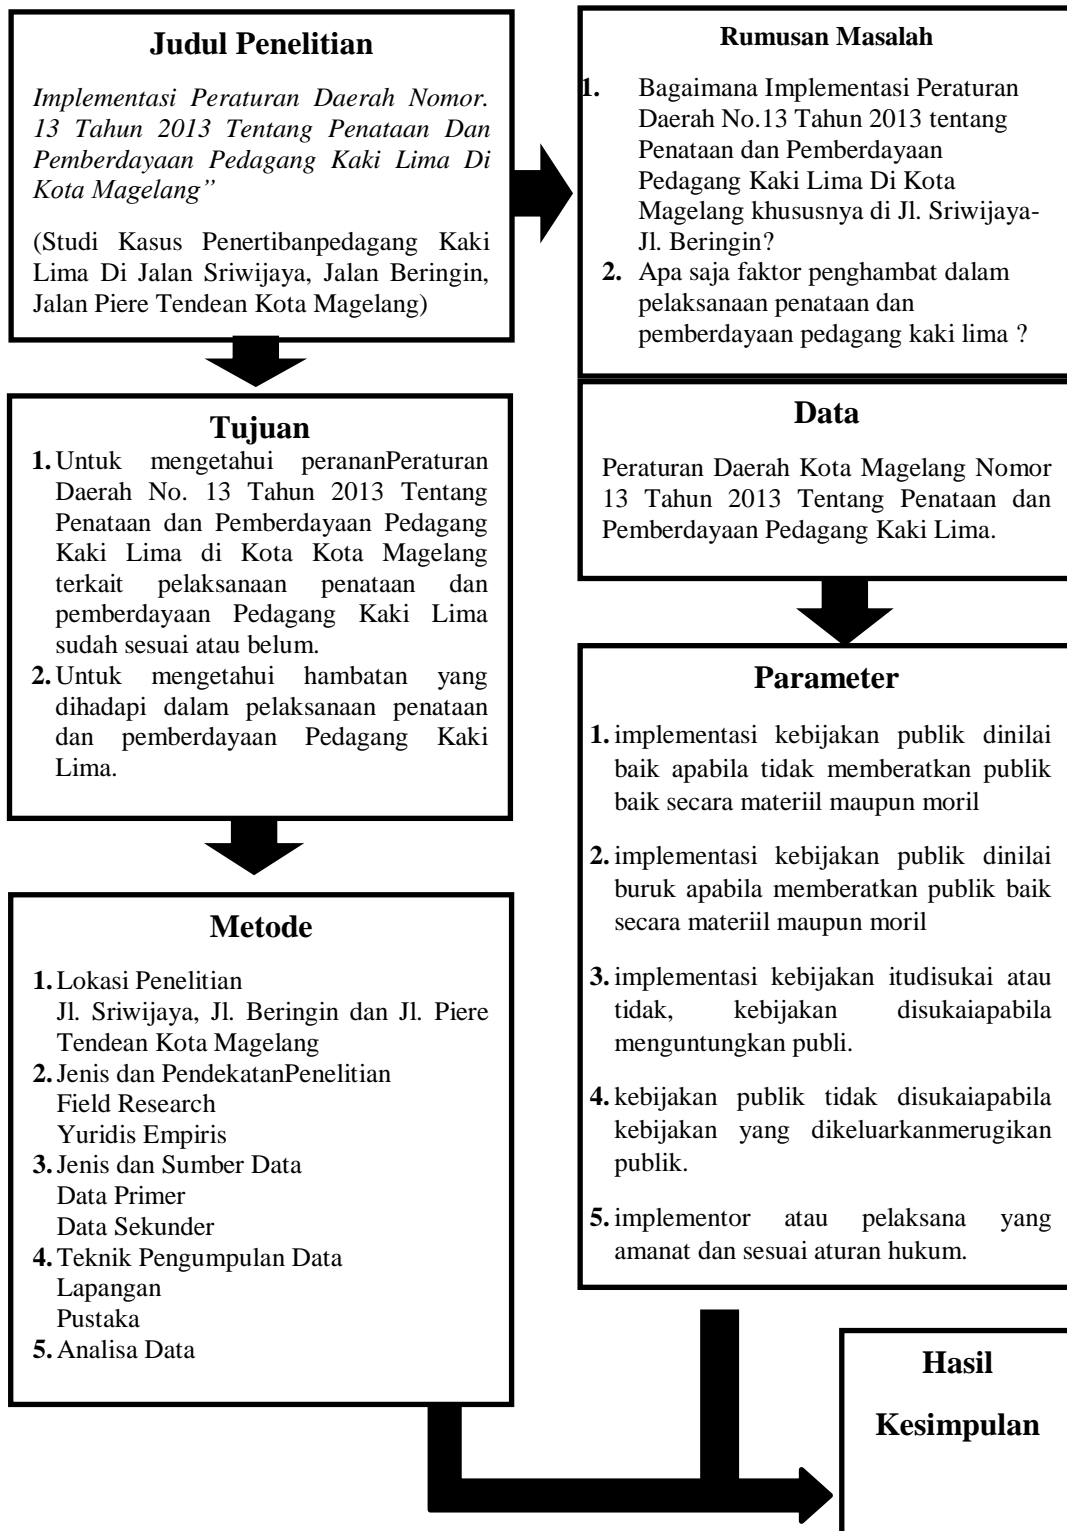 Judul Penelitian
Implementasi Peraturan Daerah Nomor.
13 Tahun 2013 Tentang Penataan Dan
Pemberdayaan Pedagang Kaki Lima Di
Kota Magelang”
(Studi Kasus Penertibanpedagang Kaki
Lima Di Jalan Sriwijaya, Jalan Beringin,
Jalan Piere Tendean Kota Magelang)
Rumusan Masalah
1. Bagaimana Implementasi Peraturan
Daerah No.13 Tahun 2013 tentang
Penataan dan Pemberdayaan
Pedagang Kaki Lima Di Kota
Magelang khususnya di Jl. Sriwijaya-
Jl. Beringin?
2. Apa saja faktor penghambat dalam
pelaksanaan penataan dan
pemberdayaan pedagang kaki lima ?
Tujuan
1. Untuk mengetahui perananPeraturan
Daerah No. 13 Tahun 2013 Tentang
Penataan dan Pemberdayaan Pedagang
Kaki Lima di Kota Kota Magelang
terkait pelaksanaan penataan dan
pemberdayaan Pedagang Kaki Lima
sudah sesuai atau belum.
2. Untuk mengetahui hambatan yang
dihadapi dalam pelaksanaan penataan
dan pemberdayaan Pedagang Kaki
Lima.
Data
Peraturan Daerah Kota Magelang Nomor
13 Tahun 2013 Tentang Penataan dan
Pemberdayaan Pedagang Kaki Lima.
Parameter
1. implementasi kebijakan publik dinilai
baik apabila tidak memberatkan publik
baik secara materiil maupun moril
2. implementasi kebijakan publik dinilai
buruk apabila memberatkan publik baik
secara materiil maupun moril
3. implementasi kebijakan itudisukai atau
tidak, kebijakan disukaiapabila
menguntungkan publi.
4. kebijakan publik tidak disukaiapabila
kebijakan yang dikeluarkanmerugikan
publik.
5. implementor atau pelaksana yang
amanat dan sesuai aturan hukum.
Metode
1. Lokasi Penelitian
Jl. Sriwijaya, Jl. Beringin dan Jl. Piere
Tendean Kota Magelang
2. Jenis dan PendekatanPenelitian
Field Research
Yuridis Empiris
3. Jenis dan Sumber Data
Data Primer
Data Sekunder
4. Teknik Pengumpulan Data
Lapangan
Pustaka
5. Analisa Data
Hasil
Kesimpulan